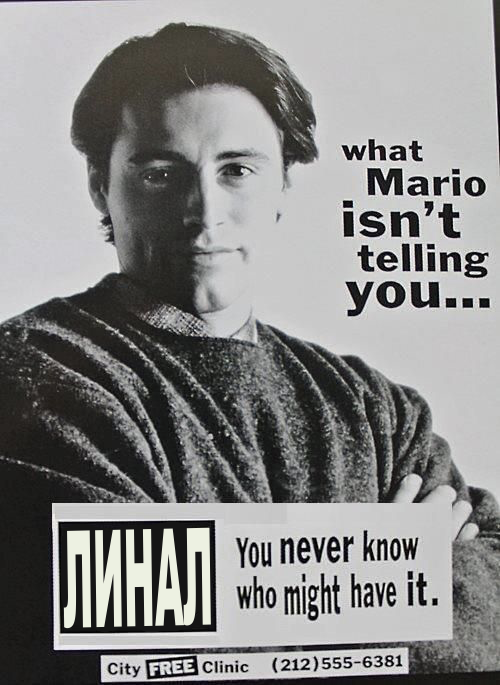 what
Mario
isn't
telling
you...
ЛИНАЛ
You never know
who might have it.
City FREE Clinic (212)555-6381